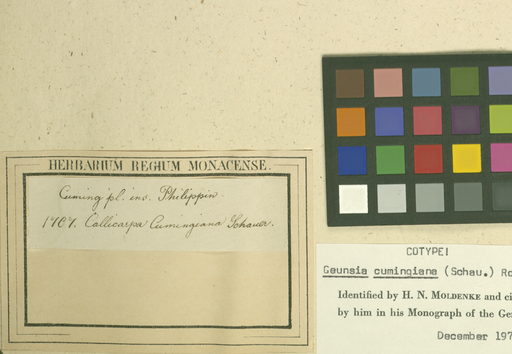 HERBARIUM REGIUM MONACENSE.
Cuming pl. ins. Philippin
1707. Callicarpa Cumingiana Schauer.
COTYPE!
Geunsia cumingiana (Schau.) Ro
Identified by H. N. MOLDENKE and ci
by him in his Monograph of the Ge
December 197